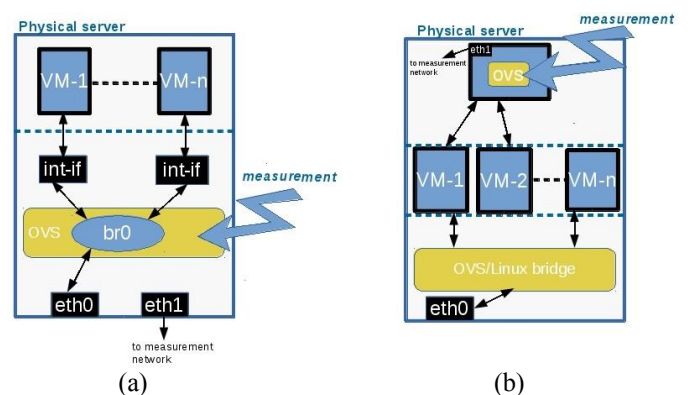 Physical server
VM-1
VM-n
int-if
int-if
measurement
OVS
br0
eth0
eth1
to measurement
network
(a)
measurement
Physical server
eth1
to measurement
network
ovs
VM-1
VM-2
VM-n
OVS/Linux bridge
eth0
(b)